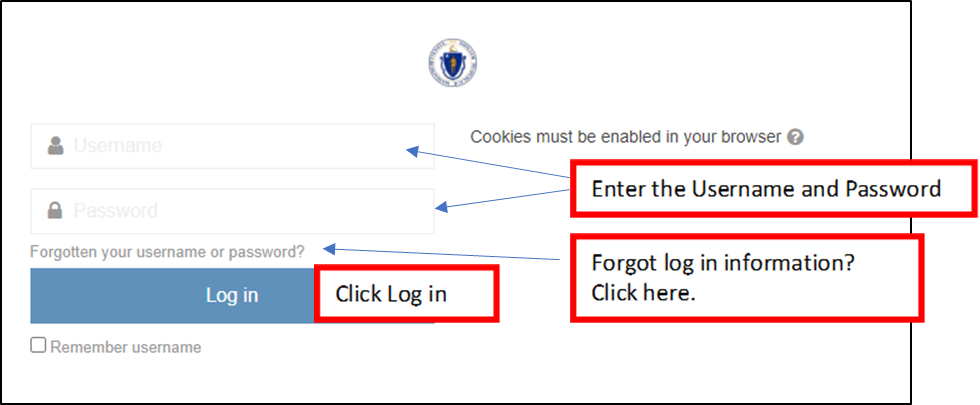 Username
Cookies must be enabled in your browser
Enter the Username and Password
Password
Forgotten your username or password?
Forgot log in information?
Click here.
Log in
Click Log in
Remember username